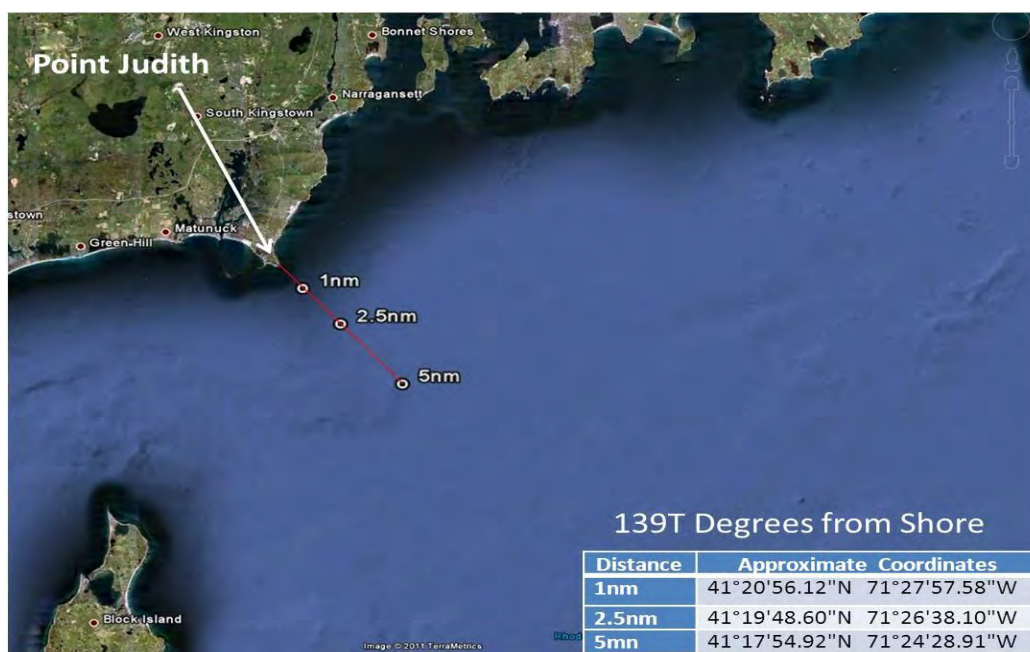 West Kingston
Bonnet Shores
Point Judith
Narragansett
South Kingstown
stown
Matunuck
Green Hill
1nm
2.5nm
5nm
139T Degrees from Shore
Distance Approximate Coordinates
1nm 41°20'56.12"N 71°27'57.58"W
2.5nm 41°19'48.60"N 71°26'38.10"W
5mn 41°17'54.92"N 71°24'28.91"W
Block Island
Rhod
Image © 2011 TerraMetrics